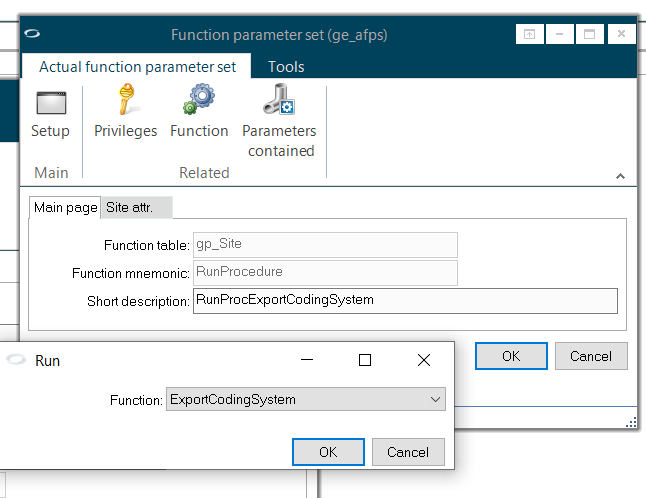 Function parameter set (ge_afps)
Actual function parameter set Tools
Setup Privileges Function Parameters contained
Main Related
Main page Site attr.
Function table: gp_Site
Function mnemonic: RunProcedure
Short description: RunProcExportCodingSystem
OK Cancel
Run
Function: ExportCodingSystem
OK Cancel